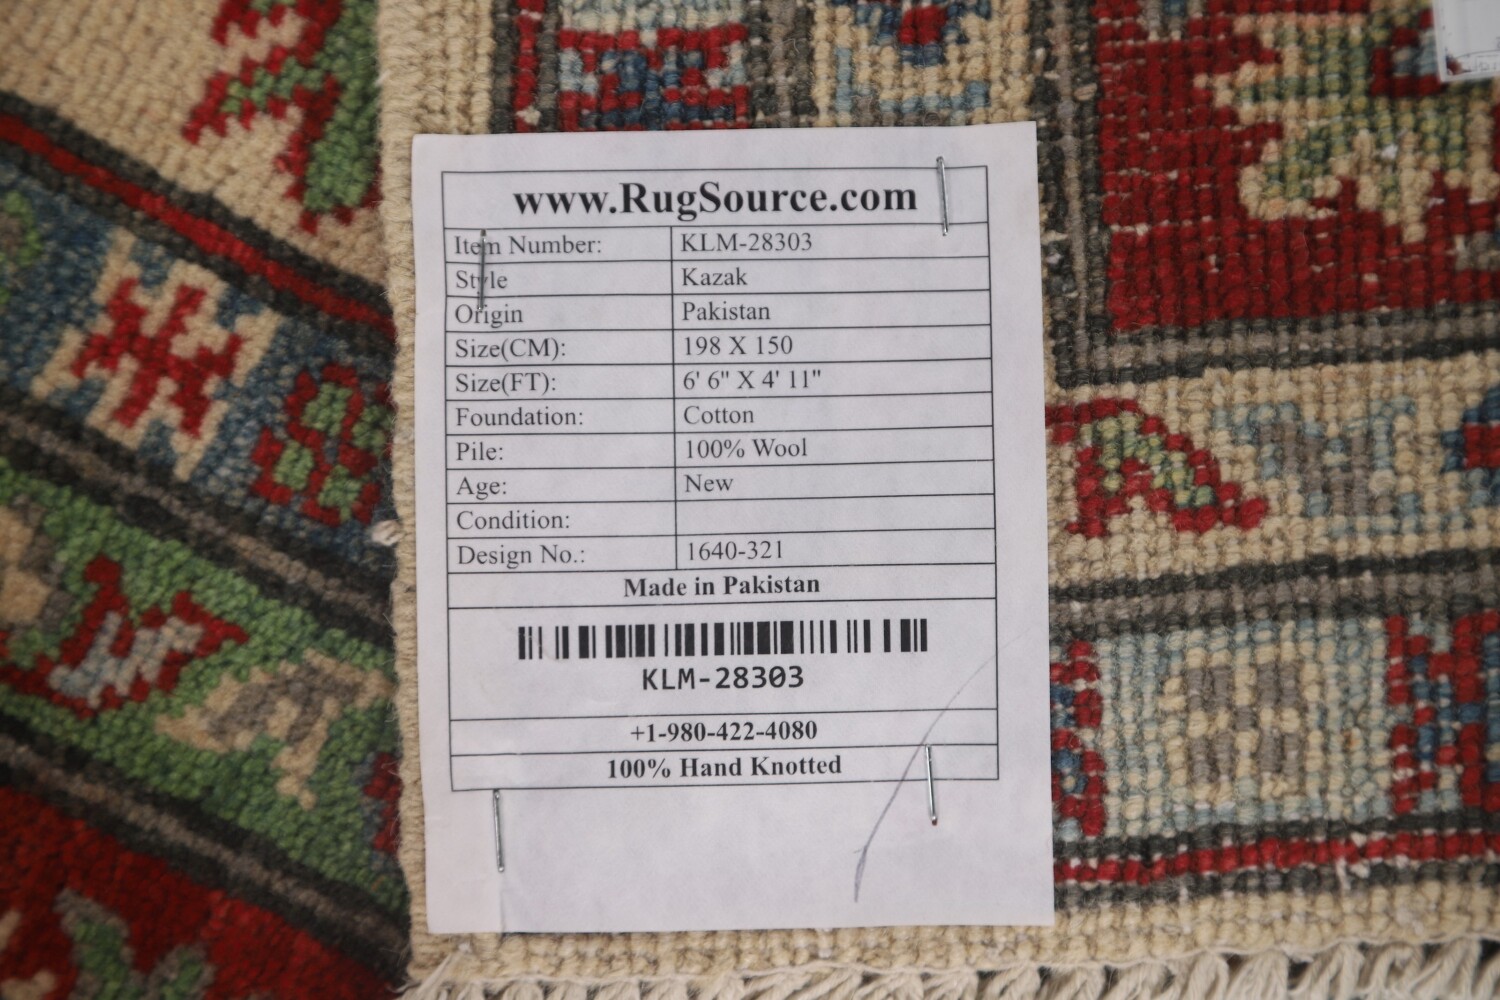 www.RugSource.com
Item Number: KLM-28303
Style Kazak
Origin Pakistan
Size(CM): 198 X 150
Size(FT): 6' 6" X 4' 11"
Foundation: Cotton
Pile: 100% Wool
Age: New
Condition:
Design No.: 1640-321
Made in Pakistan
KLM-28303
+1-980-422-4080
100% Hand Knotted